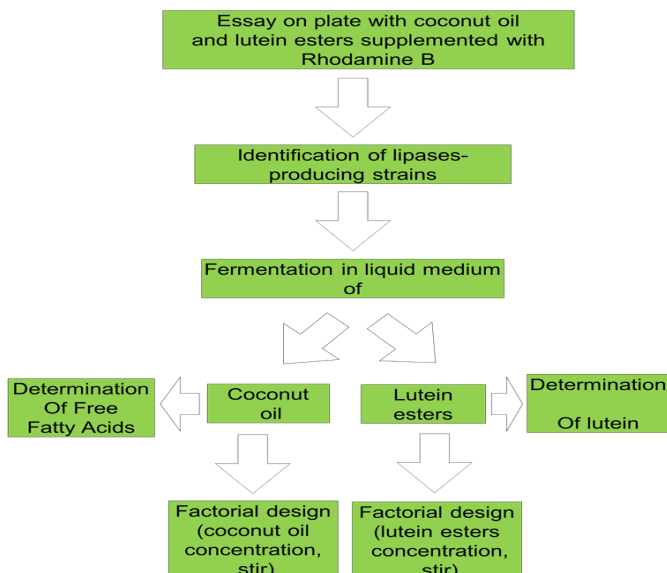 Essay on plate with coconut oil
and lutein esters supplemented with
Rhodamine B
Identification of lipases-
producing strains
Fermentation in liquid medium
of
Determination
Of Free
Fatty Acids
Coconut
oil
Lutein
esters
Determination
Of lutein
Factorial design
(coconut oil
concentration,
stir)
Factorial design
(lutein esters
concentration,
stir)